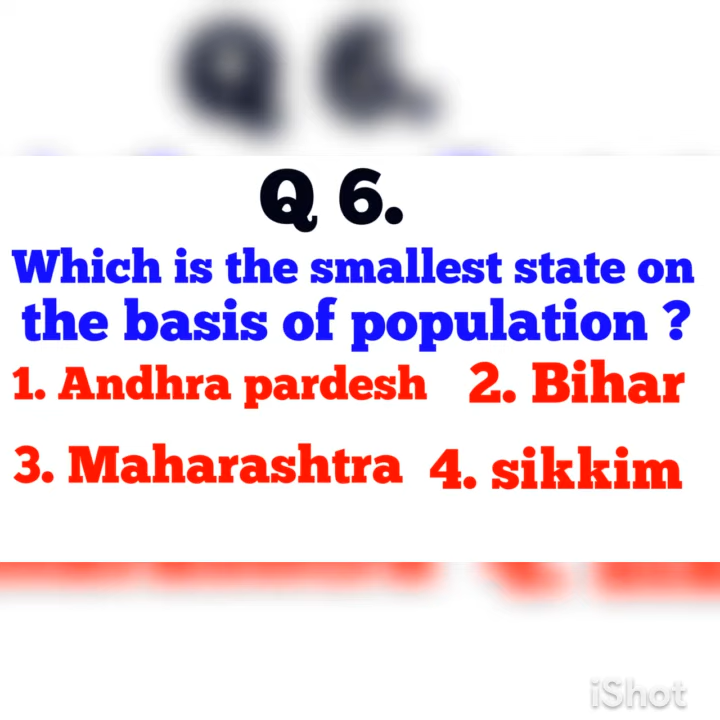 Q 6.
Which is the smallest state on
the basis of population ?
1. Andhra pardesh 2. Bihar
3. Maharashtra 4. sikkim
iShot